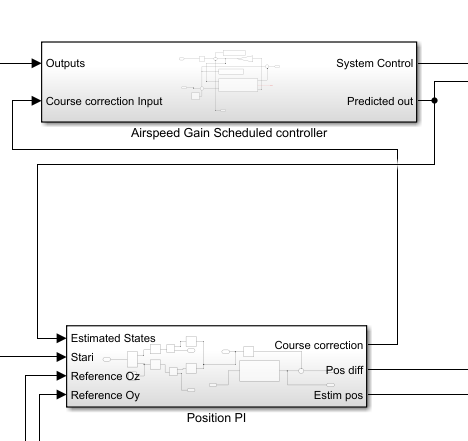 Outputs
System Control
Course correction Input
Predicted out
Airspeed Gain Scheduled controller
Estimated States
Course correction
Stari
Pos diff
Reference Oz
Reference Oy
Estim pos
Position PI